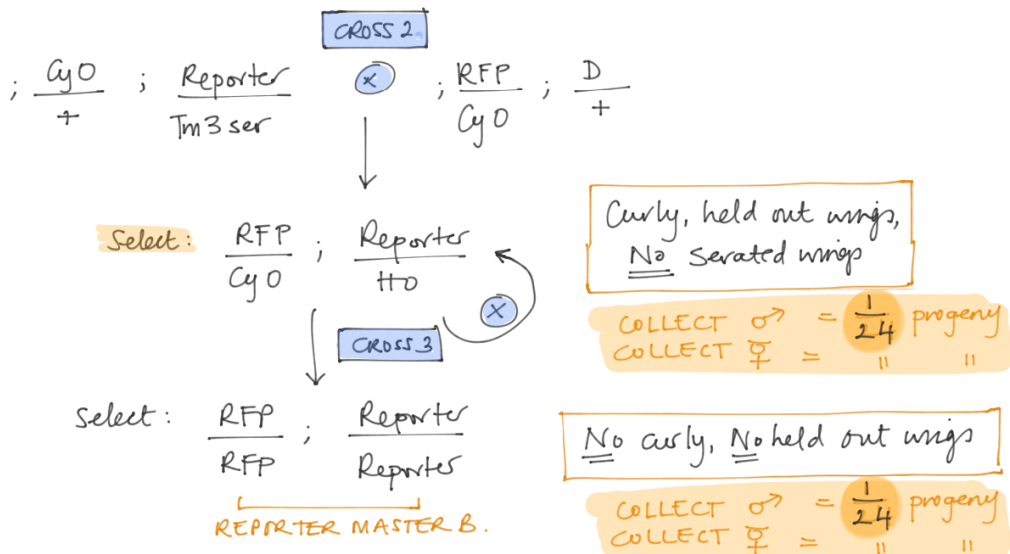 CROSS 2
; CyO/+ ; Reporter/Tm3 ser x ; RFP/CyO ; D/+
Select: RFP/CyO ; Reporter/HO
Curly, held out wings,
No serated wings
x
COLLECT ♂ = 1/24 progeny
COLLECT ♀ = " "
CROSS 3
Select: RFP/RFP ; Reporter/Reporter
No curly, No held out wings
REPORTER MASTER B.
COLLECT ♂ = 1/24 progeny
COLLECT ♀ = " "